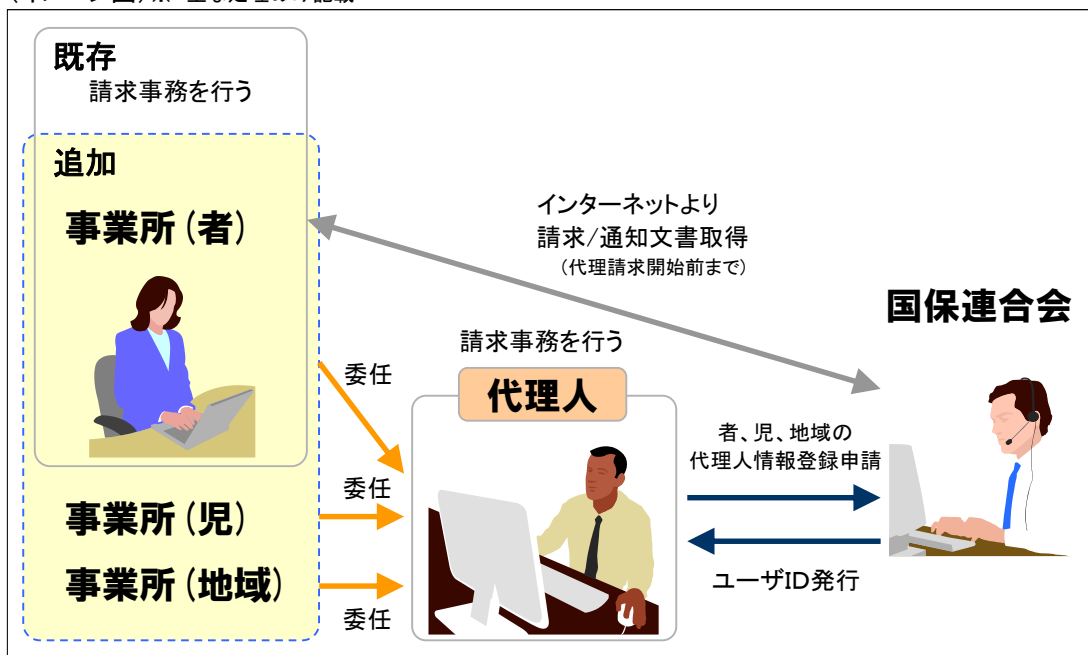 既存
請求事務を行う
追加
事業所(者)
インターネットより
請求/通知文書取得
(代理請求開始前まで)
国保連合会
請求事務を行う
代理人
委任
者、児、地域の
代理人情報登録申請
委任
事業所(児)
事業所(地域)
委任
ユーザID発行